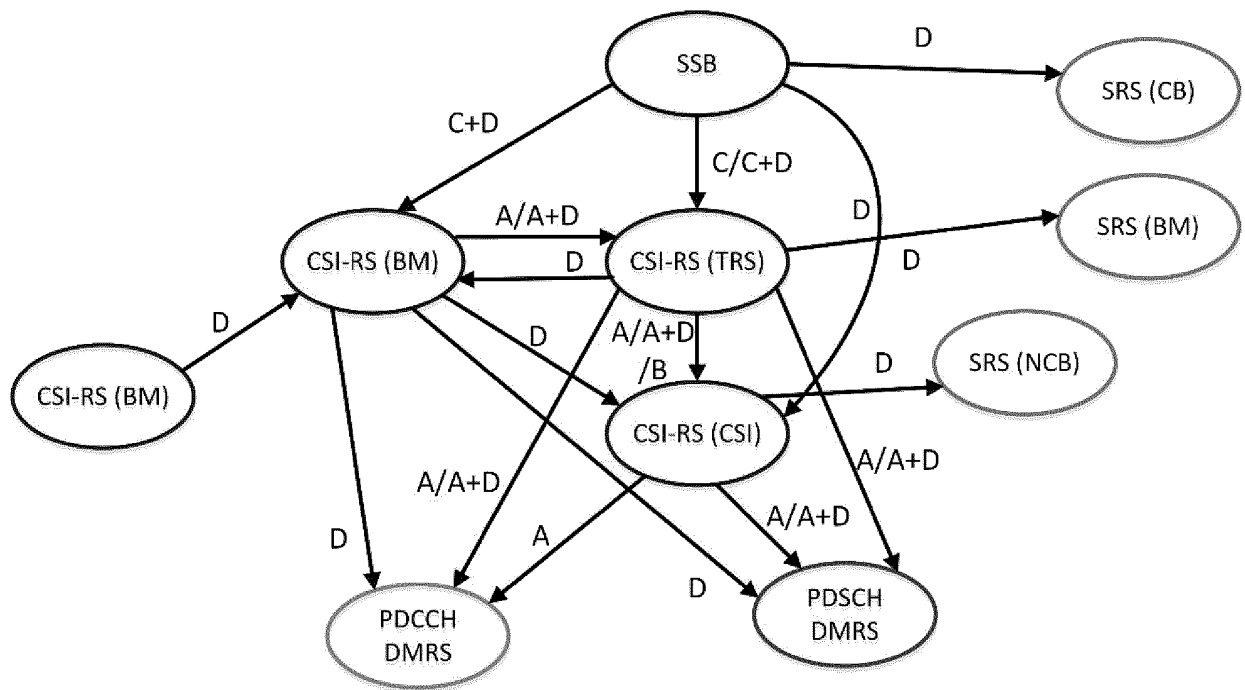 SSB
D
SRS (CB)
C+D
C/C+D
D
SRS (BM)
A/A+D
CSI-RS (BM)
D
CSI-RS (TRS)
D
D
CSI-RS (BM)
D
A/A+D
/B
D
SRS (NCB)
CSI-RS (CSI)
A/A+D
A/A+D
A/A+D
D
A
D
PDCCH
DMRS
PDSCH
DMRS